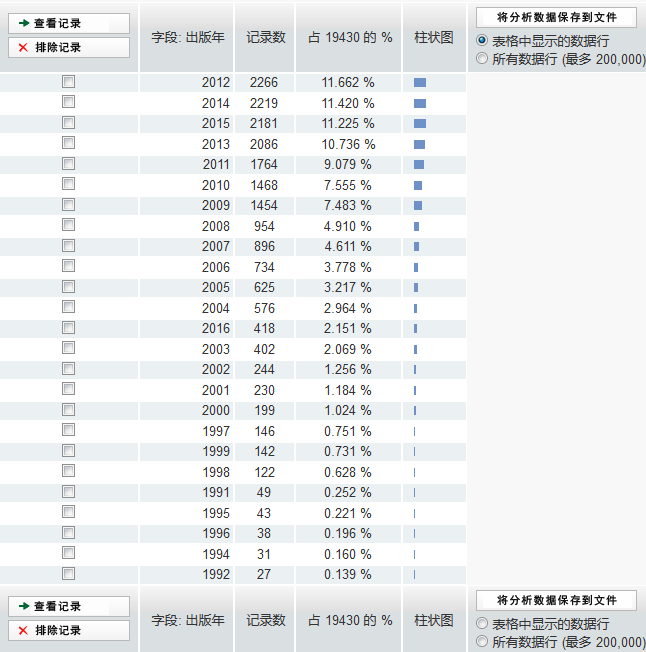 查看记录
排除记录
字段: 出版年 记录数 占 19430 的 % 柱状图
将分析数据保存到文件
表格中显示的数据行
所有数据行 (最多 200,000)
2012 2266 11.662 %
2014 2219 11.420 %
2015 2181 11.225 %
2013 2086 10.736 %
2011 1764 9.079 %
2010 1468 7.555 %
2009 1454 7.483 %
2008 954 4.910 %
2007 896 4.611 %
2006 734 3.778 %
2005 625 3.217 %
2004 576 2.964 %
2016 418 2.151 %
2003 402 2.069 %
2002 244 1.256 %
2001 230 1.184 %
2000 199 1.024 %
1997 146 0.751 %
1999 142 0.731 %
1998 122 0.628 %
1991 49 0.252 %
1995 43 0.221 %
1996 38 0.196 %
1994 31 0.160 %
1992 27 0.139 %
查看记录
排除记录
字段: 出版年 记录数 占 19430 的 % 柱状图
将分析数据保存到文件
表格中显示的数据行
所有数据行 (最多 200,000)